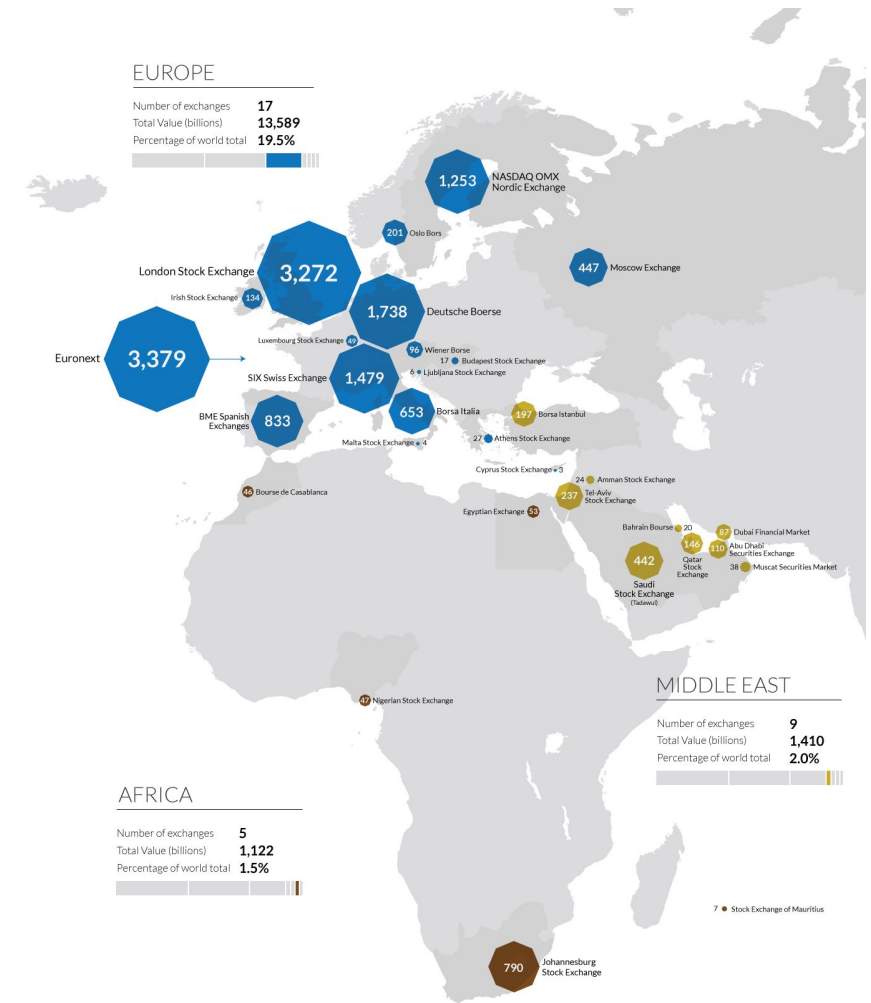 EUROPE
Number of exchanges 17
Total Value (billions) 13,589
Percentage of world total 19.5%
1,253 NASDAQ OMX
Nordic Exchange
201 Oslo Bors
London Stock Exchange 3,272
447 Moscow Exchange
Irish Stock Exchange 134
1,738 Deutsche Boerse
Luxembourg Stock Exchange 49
96 Wiener Borse
Euronext 3,379
17 Budapest Stock Exchange
6 Ljubljana Stock Exchange
SIX Swiss Exchange 1,479
653 Borsa Italia
197 Borsa Istanbul
BME Spanish
Exchanges 833
27 Athens Stock Exchange
Malta Stock Exchange 4
Cyprus Stock Exchange 3
24 Amman Stock Exchange
46 Bourse de Casablanca
237 Tel-Aviv
Stock Exchange
Egyptian Exchange 53
Bahrain Bourse 20
87 Dubai Financial Market
146 Qatar
Stock
Exchange
110 Abu Dhabi
Securities Exchange
442
Saudi
Stock Exchange
(Tadawul)
38 Muscat Securities Market
47 Nigerian Stock Exchange
MIDDLE EAST
Number of exchanges 9
Total Value (billions) 1,410
Percentage of world total 2.0%
AFRICA
Number of exchanges 5
Total Value (billions) 1,122
Percentage of world total 1.5%
7 Stock Exchange of Mauritius
790 Johannesburg
Stock Exchange